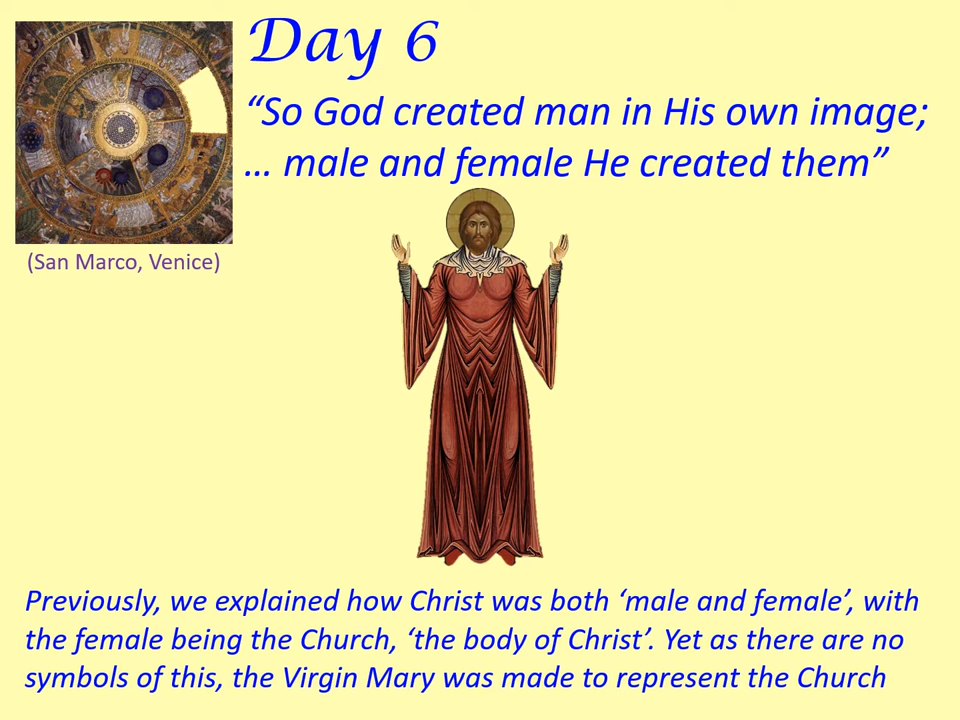 Day 6
“So God created man in His own image;
... male and female He created them”
(San Marco, Venice)
Previously, we explained how Christ was both ‘male and female’, with
the female being the Church, ‘the body of Christ’. Yet as there are no
symbols of this, the Virgin Mary was made to represent the Church